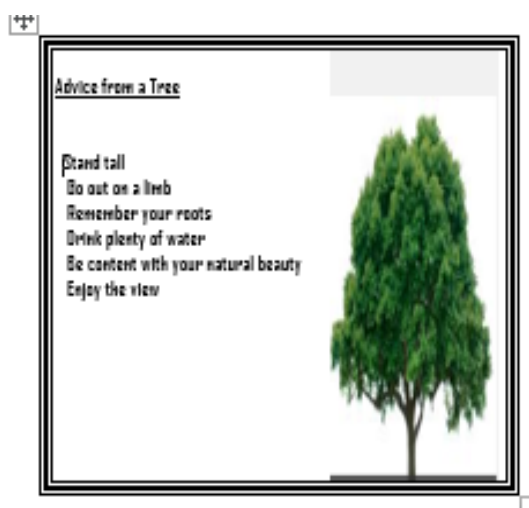 Advice from a Tree
Stand tall
Go out on a limb
Remember your roots
Drink plenty of water
Be content with your natural beauty
Enjoy the view